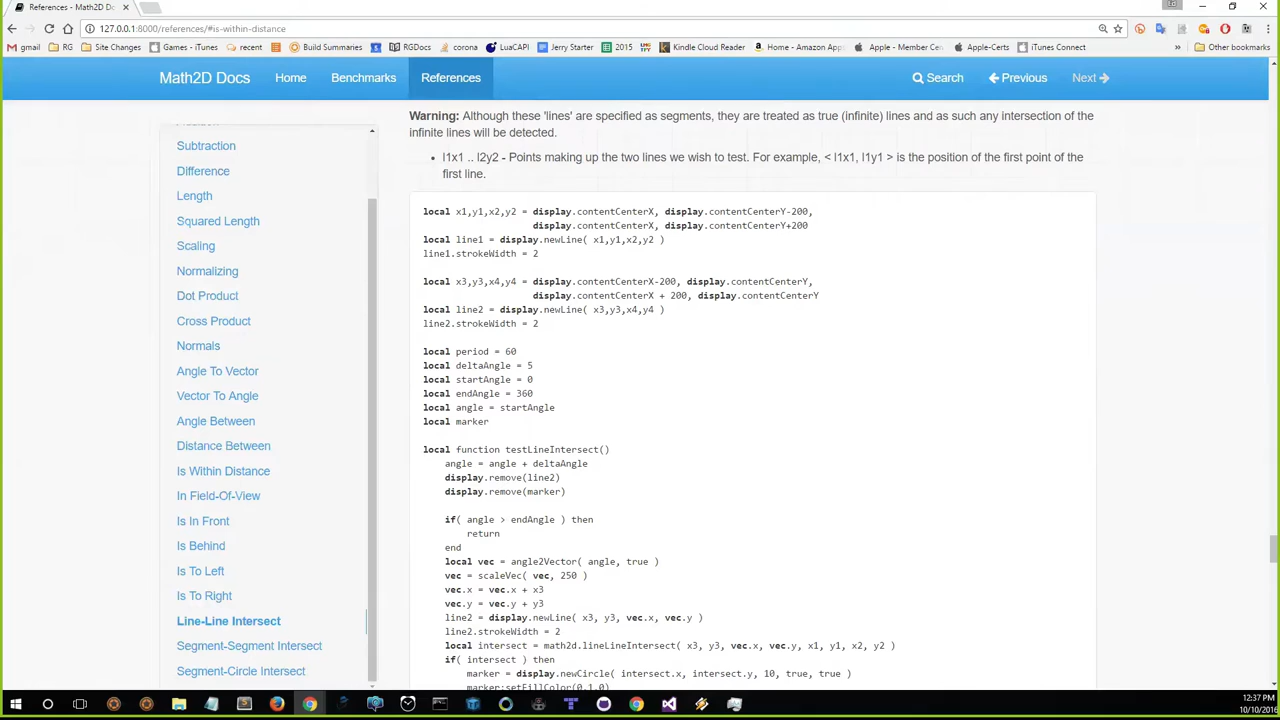 References - Math2D Docs
127.0.0.1:8000/references/#is-within-distance
gmail
RG
Site Changes
Games - iTunes
recent
Build Summaries
RGDocs
corona
LuaCAPI
Jerry Starter
2015
Kindle Cloud Reader
Home - Amazon App
Apple - Member Cen
Apple-Certs
iTunes Connect
Other bookmarks
Math2D Docs
Home
Benchmarks
References
Search
Previous
Next
Subtraction
Difference
Length
Squared Length
Scaling
Normalizing
Dot Product
Cross Product
Normals
Angle To Vector
Vector To Angle
Angle Between
Distance Between
Is Within Distance
In Field-Of-View
Is In Front
Is Behind
Is To Left
Is To Right
Line-Line Intersect
Segment-Segment Intersect
Segment-Circle Intersect
Warning: Although these 'lines' are specified as segments, they are treated as true (infinite) lines and as such any intersection of the
infinite lines will be detected.
• l1x1 .. l2y2 - Points making up the two lines we wish to test. For example, < l1x1, l1y1 > is the position of the first point of the
first line.
local x1,y1,x2,y2 = display.contentCenterX, display.contentCenterY-200,
display.contentCenterX, display.contentCenterY+200
local line1 = display.newLine( x1,y1,x2,y2 )
line1.strokeWidth = 2
local x3,y3,x4,y4 = display.contentCenterX-200, display.contentCenterY,
display.contentCenterX + 200, display.contentCenterY
local line2 = display.newLine( x3,y3,x4,y4 )
line2.strokeWidth = 2
local period = 60
local deltaAngle = 5
local startAngle = 0
local endAngle = 360
local angle = startAngle
local marker
local function testLineIntersect()
angle = angle + deltaAngle
display.remove(line2)
display.remove(marker)
if( angle > endAngle ) then
return
end
local vec = angle2Vector( angle, true )
vec = scaleVec( vec, 250 )
vec.x = vec.x + x3
vec.y = vec.y + y3
line2 = display.newLine( x3, y3, vec.x, vec.y )
line2.strokeWidth = 2
local intersect = math2d.lineLineIntersect( x3, y3, vec.x, vec.y, x1, y1, x2, y2 )
if( intersect ) then
marker = display.newCircle( intersect.x, intersect.y, 10, true, true )
marker:setFillColor(0,1,0)
12:37 PM
10/10/2016